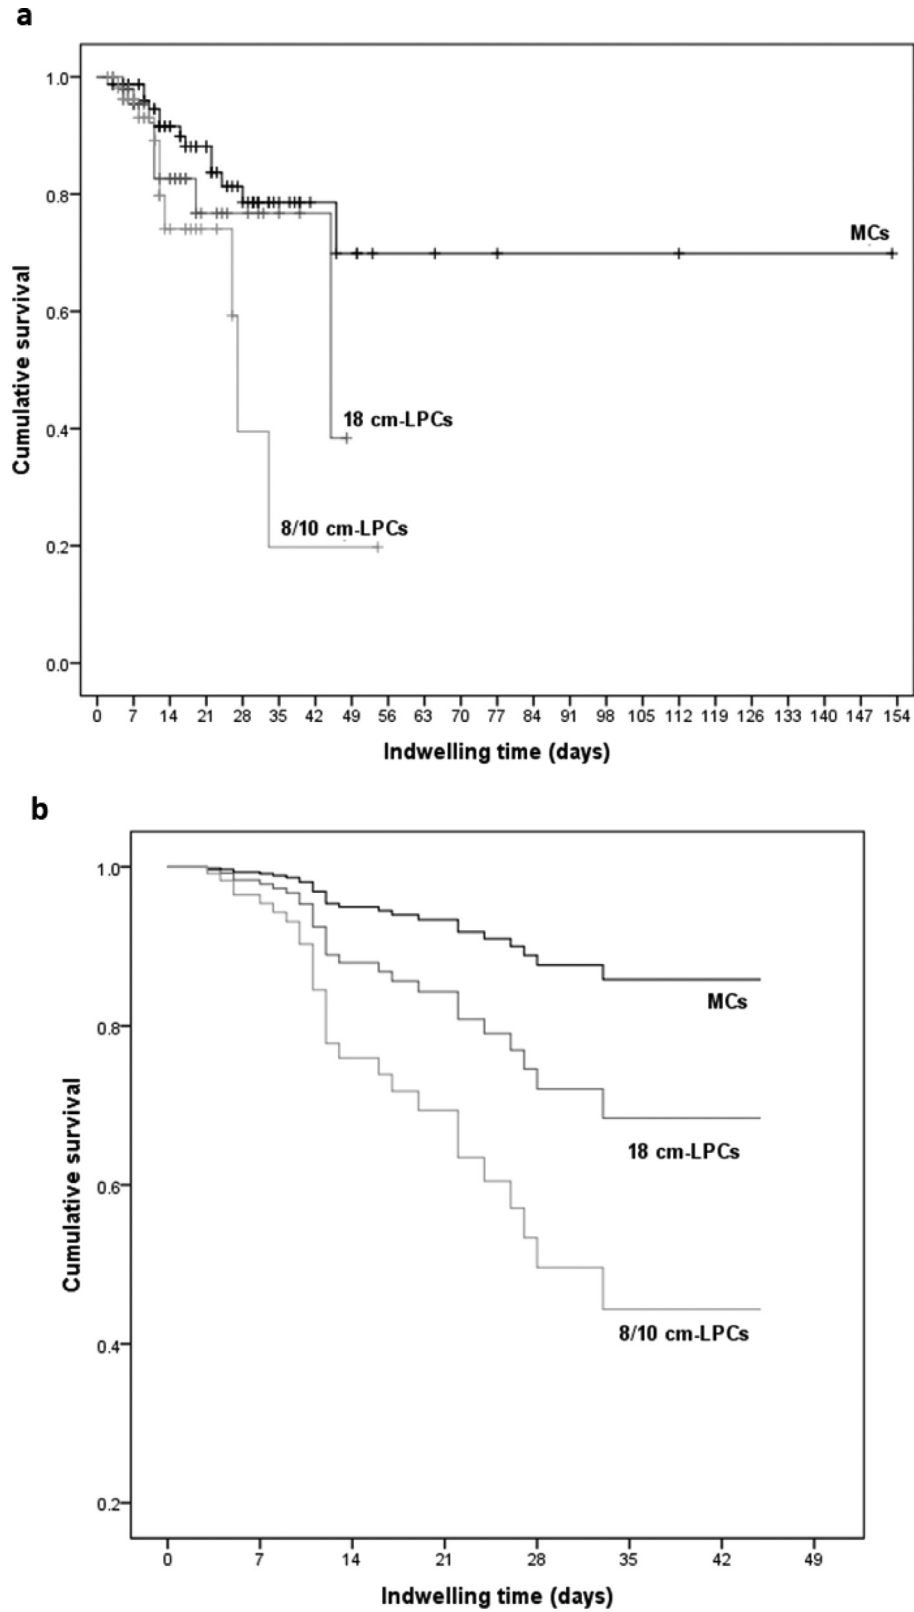 a
1.0
0.8
0.6
0.4
0.2
0.0
Cumulative survival
MCs
18 cm-LPCs
8/10 cm-LPCs
0 7 14 21 28 35 42 49 56 63 70 77 84 91 98 105 112 119 126 133 140 147 154
Indwelling time (days)
b
1.0
0.8
0.6
0.4
0.2
Cumulative survival
MCs
18 cm-LPCs
8/10 cm-LPCs
0 7 14 21 28 35 42 49
Indwelling time (days)